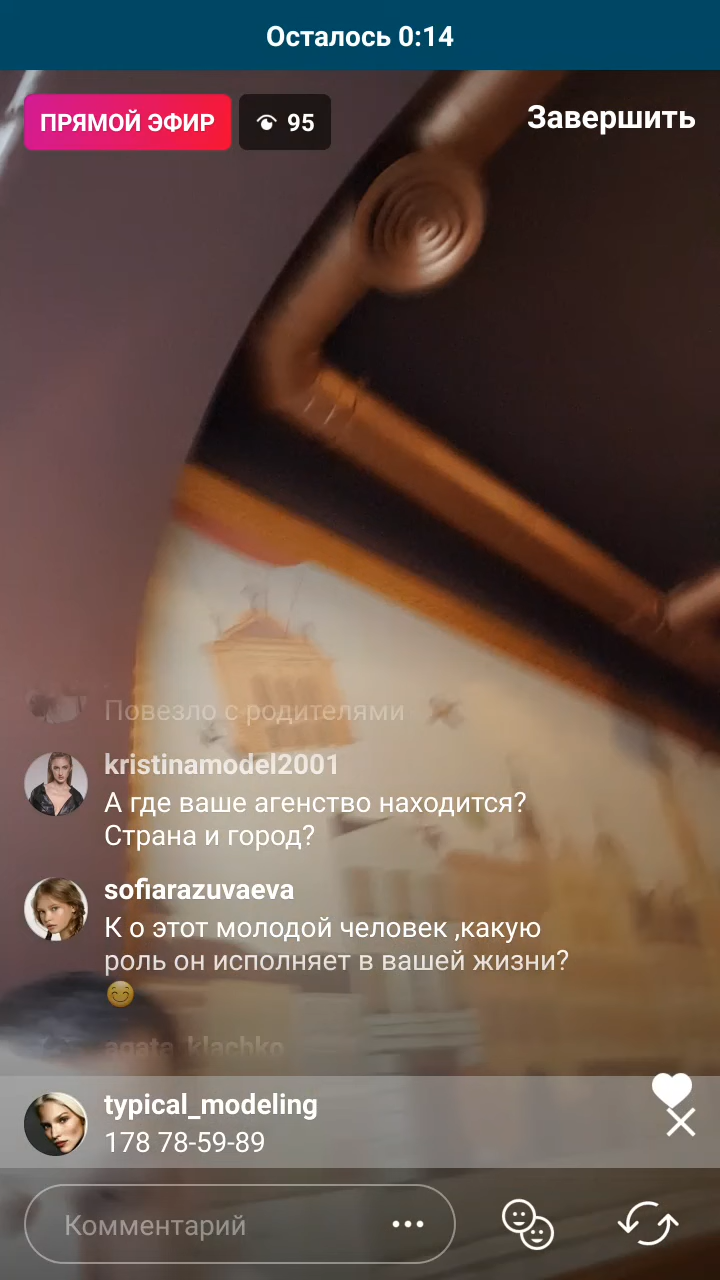 Осталось 0:14
ПРЯМОЙ ЭФИР 95 Завершить
Повезло с родителями
kristinamodel2001
А где ваше агенство находится?
Страна и город?
sofiarazuvaeva
К о этот молодой человек ,какую
роль он исполняет в вашей жизни?
😊
agata_klachko
typical_modeling
178 78-59-89
Комментарий